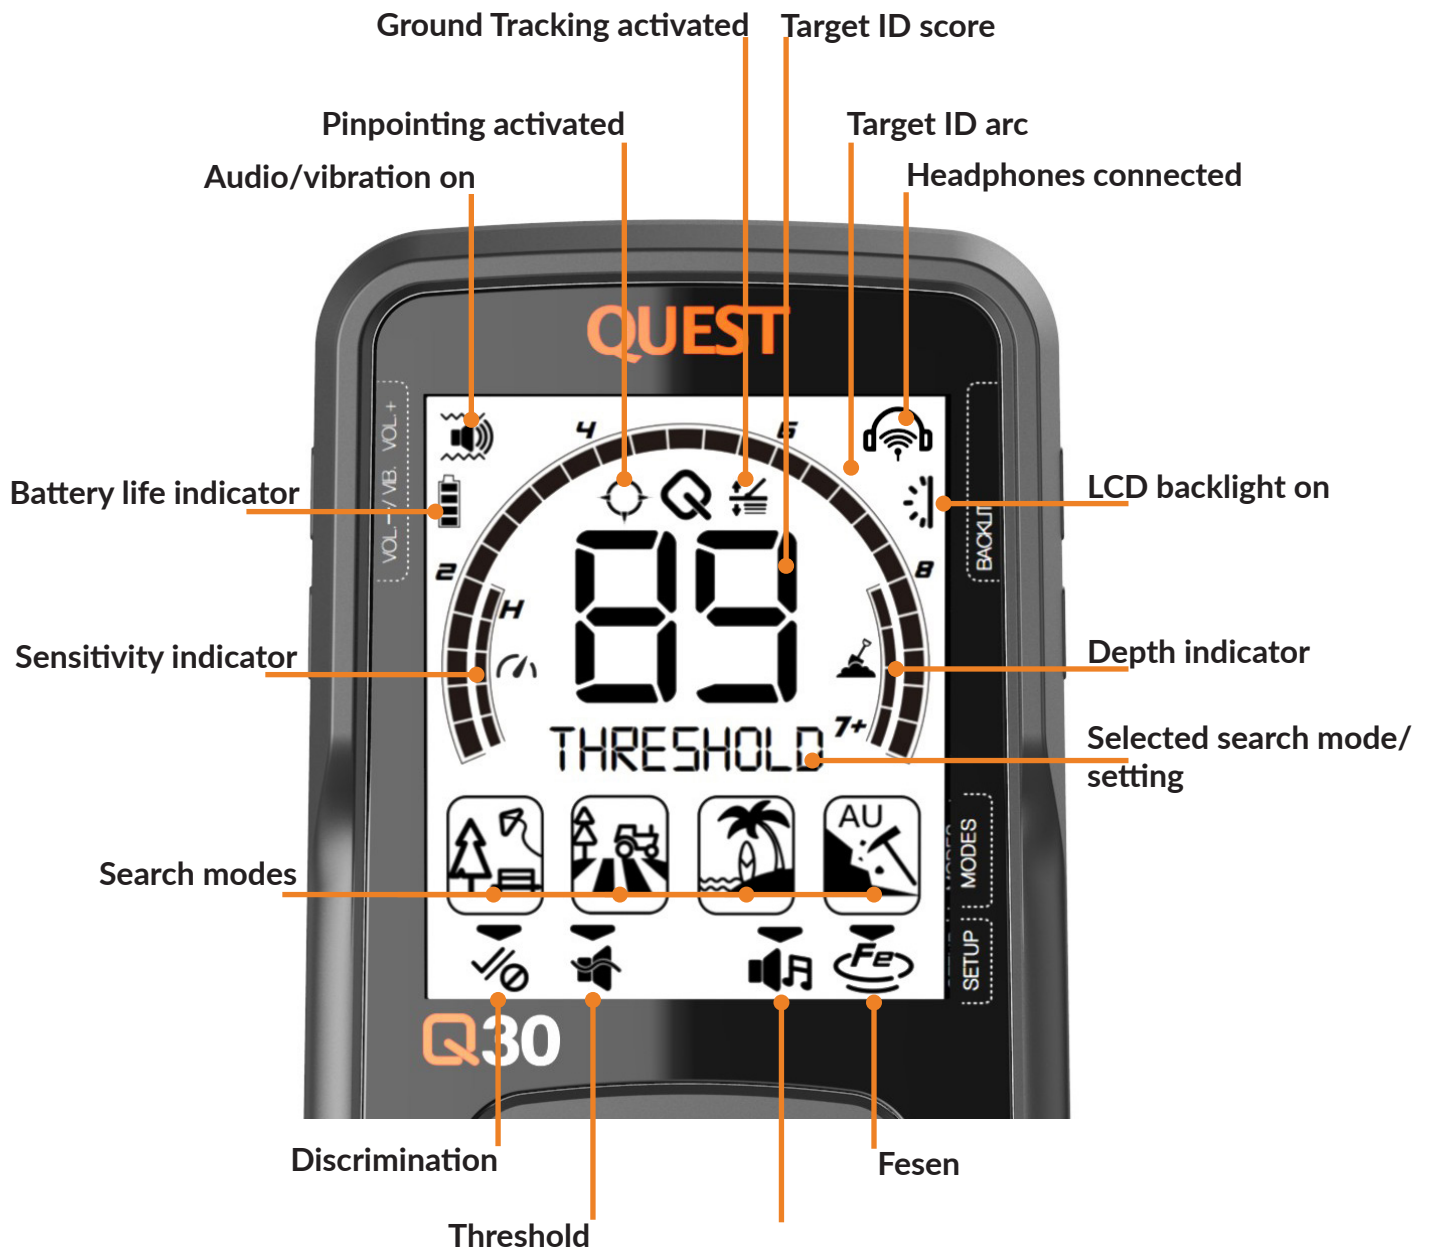 Ground Tracking activated
Target ID score
Pinpointing activated
Target ID arc
Audio/vibration on
Headphones connected
QUEST
VOL.—/VIB. VOL.+
4
6
Battery life indicator
LCD backlight on
2
8
H
89
Sensitivity indicator
Depth indicator
7+
THRESHOLD
Selected search mode/
setting
AU
MODES
Search modes
SETUP
Fe
Q30
Discrimination
Fesen
Threshold